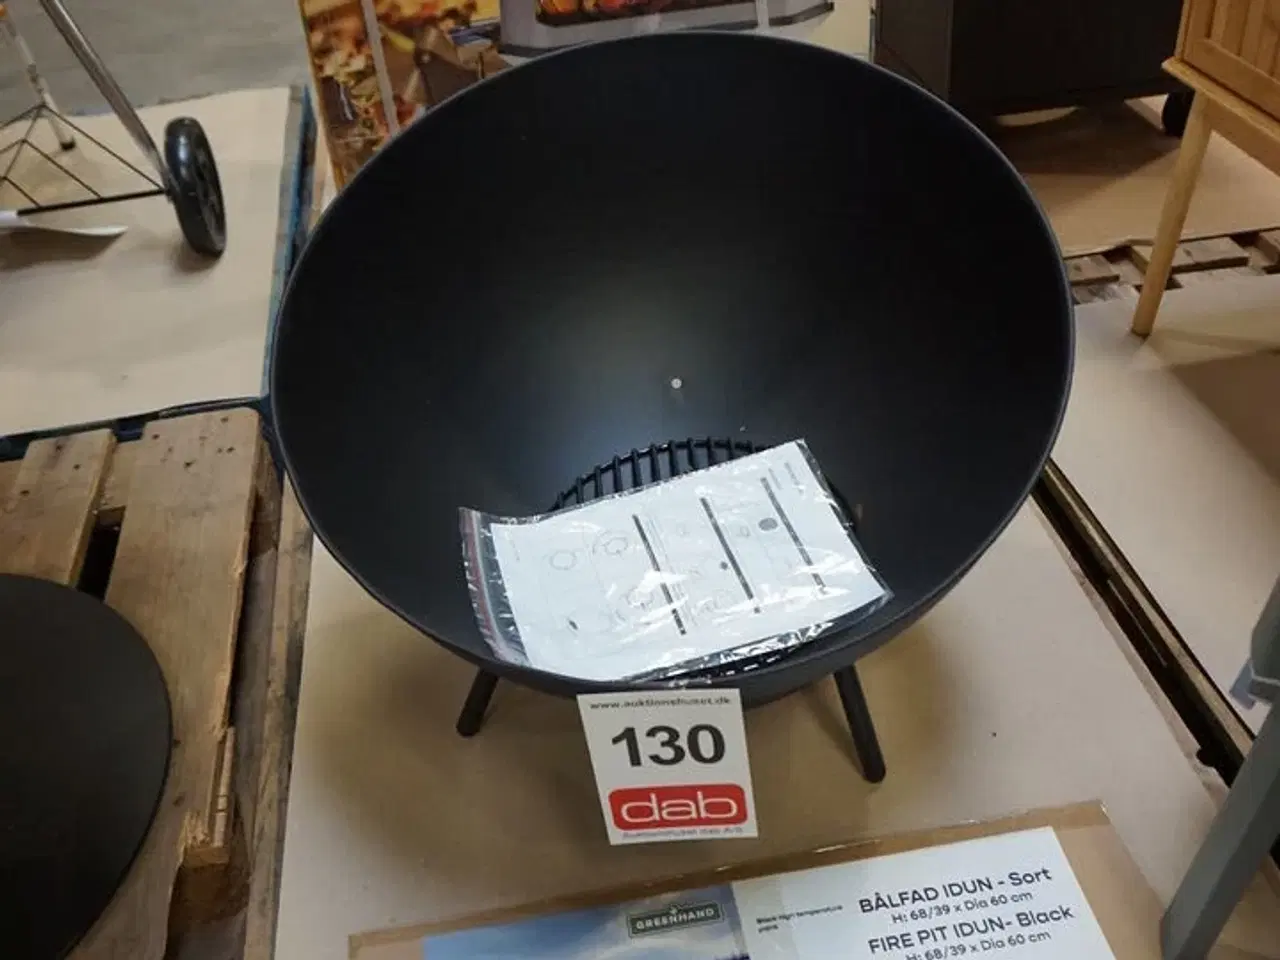 www.auktionshuset.dk
130
dab
Auktionshuset dab A/S
GREENHAND
Black high temperature
BÅLFAD IDUN - Sort
H: 68/39 x Dia 60 cm
FIRE PIT IDUN- Black
H: 68/39 x Dia 60 cm